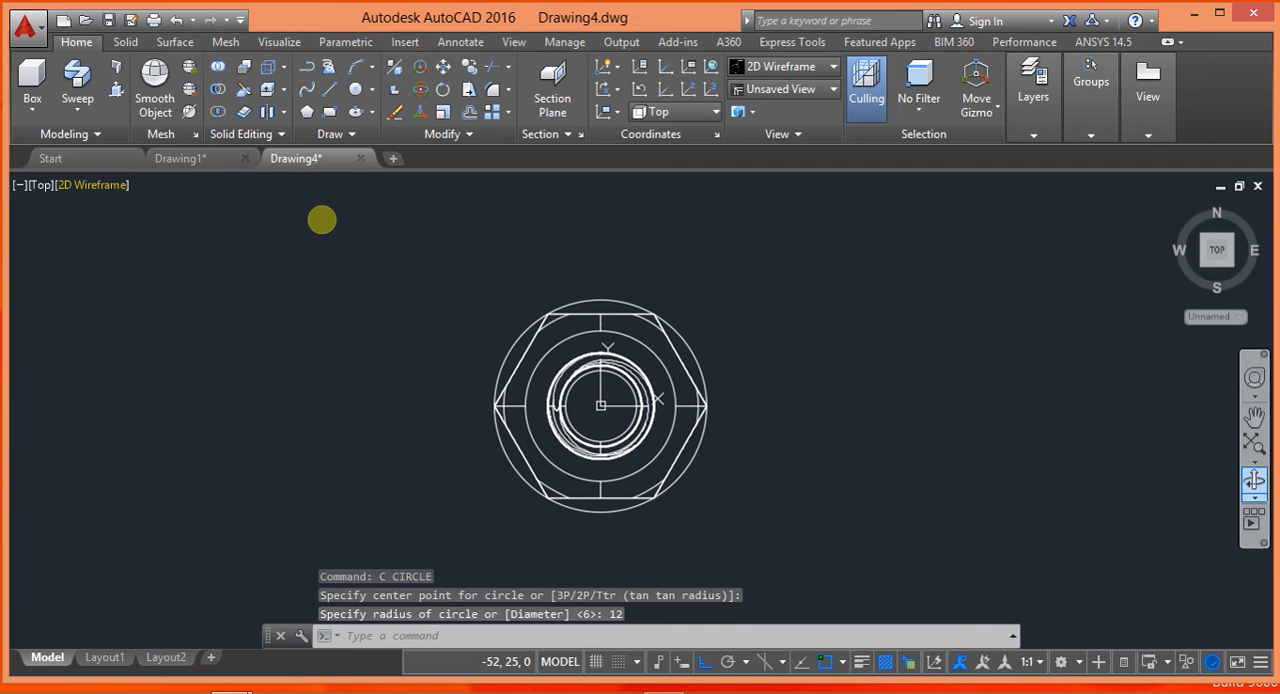 Autodesk AutoCAD 2016 Drawing4.dwg
Type a keyword or phrase
Sign In
Home Solid Surface Mesh Visualize Parametric Insert Annotate View Manage Output Add-ins A360 Express Tools Featured Apps BIM 360 Performance ANSYS 14.5
2D Wireframe
Unsaved View
Top
Box Sweep Smooth Object Section Plane Culling No Filter Move Gizmo Layers Groups View
Modeling Mesh Solid Editing Draw Modify Section Coordinates View Selection
Start Drawing1* Drawing4*
[−][Top][2D Wireframe]
N
W TOP E
S
Unnamed
Y
X
Command: C CIRCLE
Specify center point for circle or [3P/2P/Ttr (tan tan radius)]:
Specify radius of circle or [Diameter] <6>: 12
Type a command
Model Layout1 Layout2
-52, 25, 0 MODEL 1:1